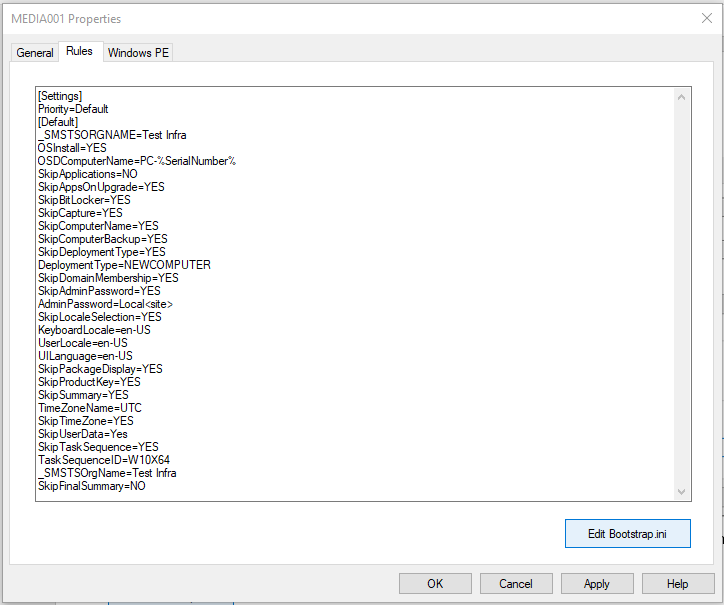 MEDIA001 Properties
General
Rules
Windows PE
[Settings]
Priority=Default
[Default]
_SMSTSORGNAME=Test Infra
OSInstall=YES
OSDComputerName=PC-%SerialNumber%
SkipApplications=NO
SkipAppsOnUpgrade=YES
SkipBitLocker=YES
SkipCapture=YES
SkipComputerName=YES
SkipComputerBackup=YES
SkipDeploymentType=YES
DeploymentType=NEWCOMPUTER
SkipDomainMembership=YES
SkipAdminPassword=YES
AdminPassword=Local<site>
SkipLocaleSelection=YES
KeyboardLocale=en-US
UserLocale=en-US
UILanguage=en-US
SkipPackageDisplay=YES
SkipProductKey=YES
SkipSummary=YES
TimeZoneName=UTC
SkipTimeZone=YES
SkipUserData=Yes
SkipTaskSequence=YES
TaskSequenceID=W10X64
_SMSTSOrgName=Test Infra
SkipFinalSummary=NO
Edit Bootstrap.ini
OK
Cancel
Apply
Help